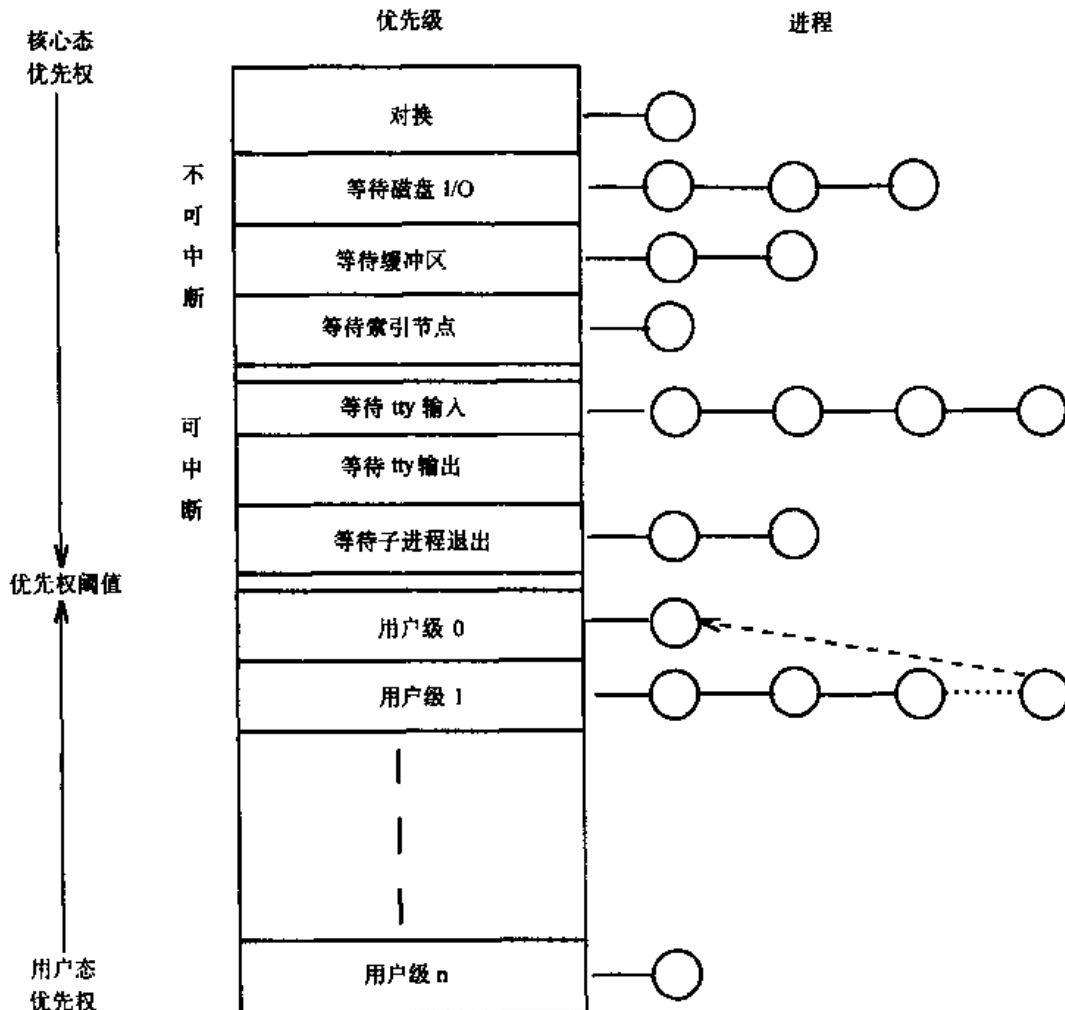 优先级
进程
核心态
优先权
对换
不可中断
等待磁盘 I/O
等待缓冲区
等待索引节点
可中断
等待 tty 输入
等待 tty 输出
等待子进程退出
优先权阈值
用户级 0
用户级 1
用户级 n
用户态
优先权